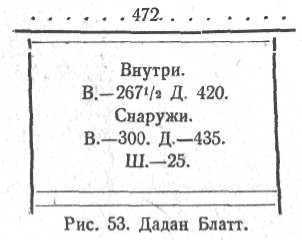 . . . . . . 472. . . . . . . .
Внутри.
В.—267¹/₂ Д. 420.
Снаружи.
В.—300. Д.—435.
Ш.—25.
Рис. 53. Дадан Блатт.